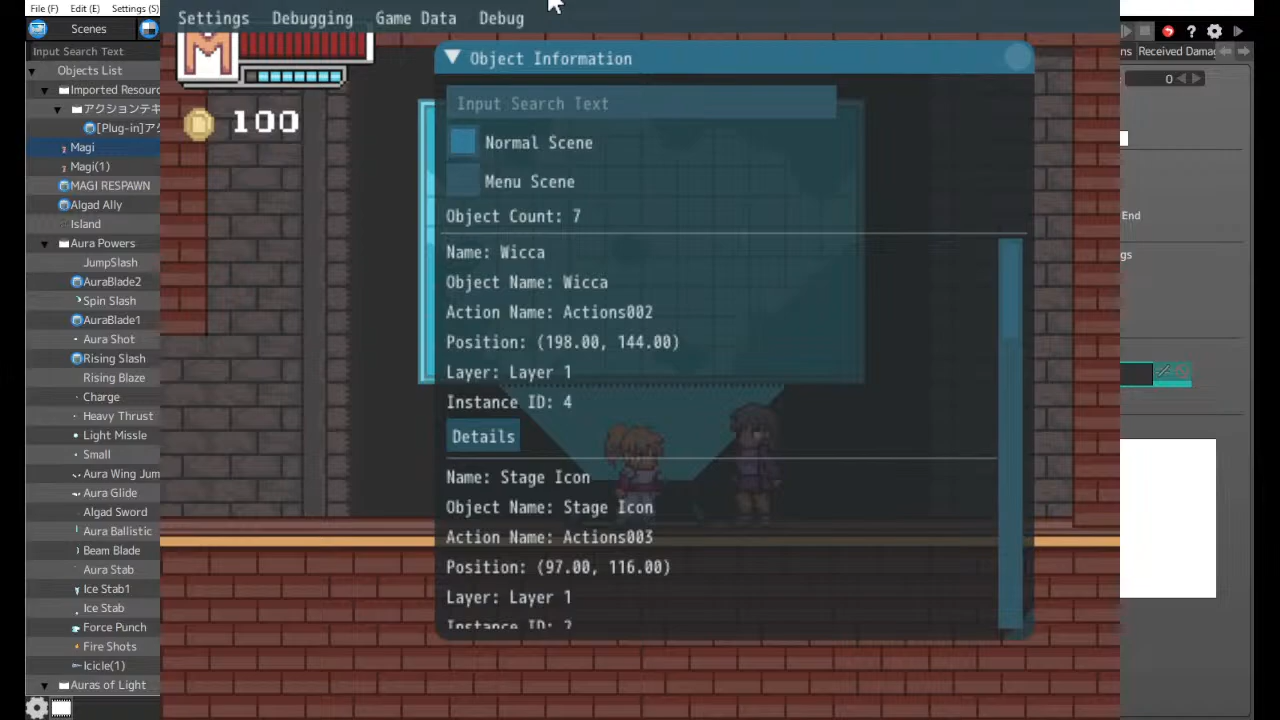 File (F) Edit (E) Settings (S)
Settings Debugging Game Data Debug
Scenes
Input Search Text
Objects List
Imported Resourc
アクションテキ
[Plug-in]ア
Magi
Magi(1)
MAGI RESPAWN
Algad Ally
Island
Aura Powers
JumpSlash
AuraBlade2
Spin Slash
AuraBlade1
Aura Shot
Rising Slash
Rising Blaze
Charge
Heavy Thrust
Light Missle
Small
Aura Wing Jum
Aura Glide
Algad Sword
Aura Ballistic
Beam Blade
Aura Stab
Ice Stab1
Ice Stab
Force Punch
Fire Shots
Icicle(1)
Auras of Light
M
100
Object Information
Input Search Text
Normal Scene
Menu Scene
Object Count: 7
Name: Wicca
Object Name: Wicca
Action Name: Actions002
Position: (198.00, 144.00)
Layer: Layer 1
Instance ID: 4
Details
Name: Stage Icon
Object Name: Stage Icon
Action Name: Actions003
Position: (97.00, 116.00)
Layer: Layer 1
Instance ID: 2
ns Received Damag
0
End
gs